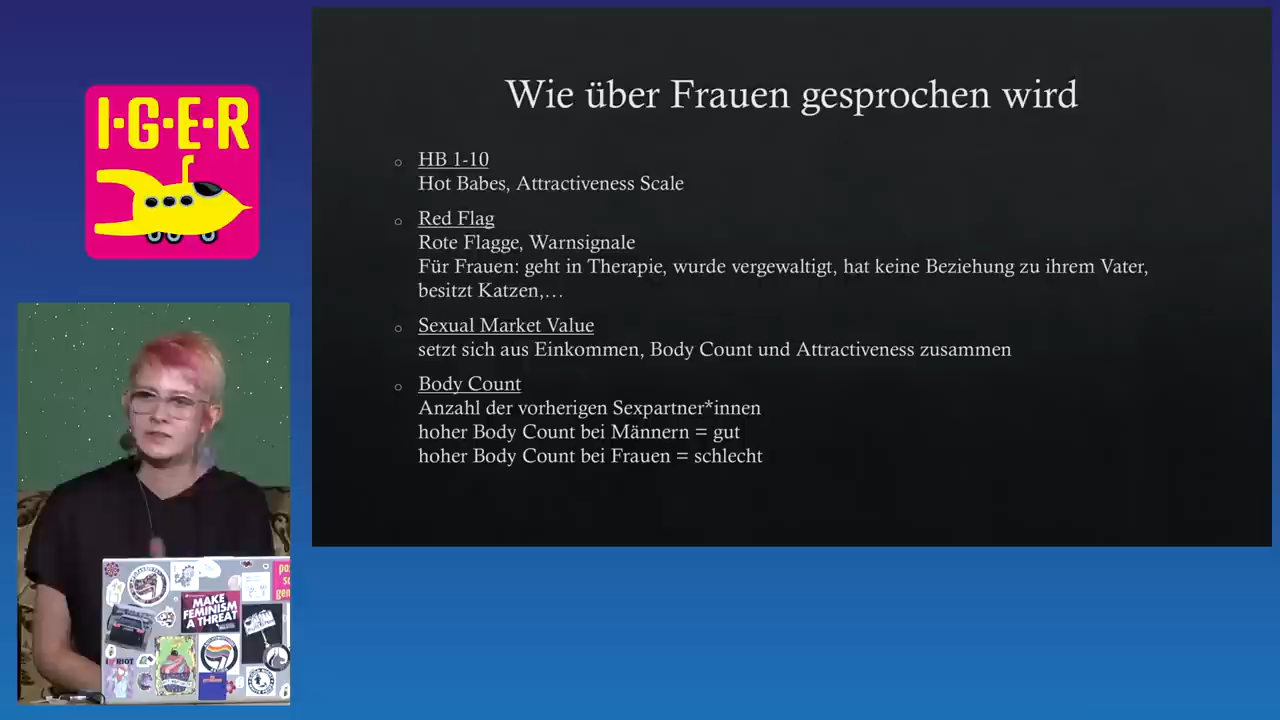 I·G·E·R
Wie über Frauen gesprochen wird
HB 1-10
Hot Babes, Attractiveness Scale
Red Flag
Rote Flagge, Warnsignale
Für Frauen: geht in Therapie, wurde vergewaltigt, hat keine Beziehung zu ihrem Vater,
besitzt Katzen,…
Sexual Market Value
setzt sich aus Einkommen, Body Count und Attractiveness zusammen
Body Count
Anzahl der vorherigen Sexpartner*innen
hoher Body Count bei Männern = gut
hoher Body Count bei Frauen = schlecht
MAKE
FEMINISM
A THREAT
RIOT